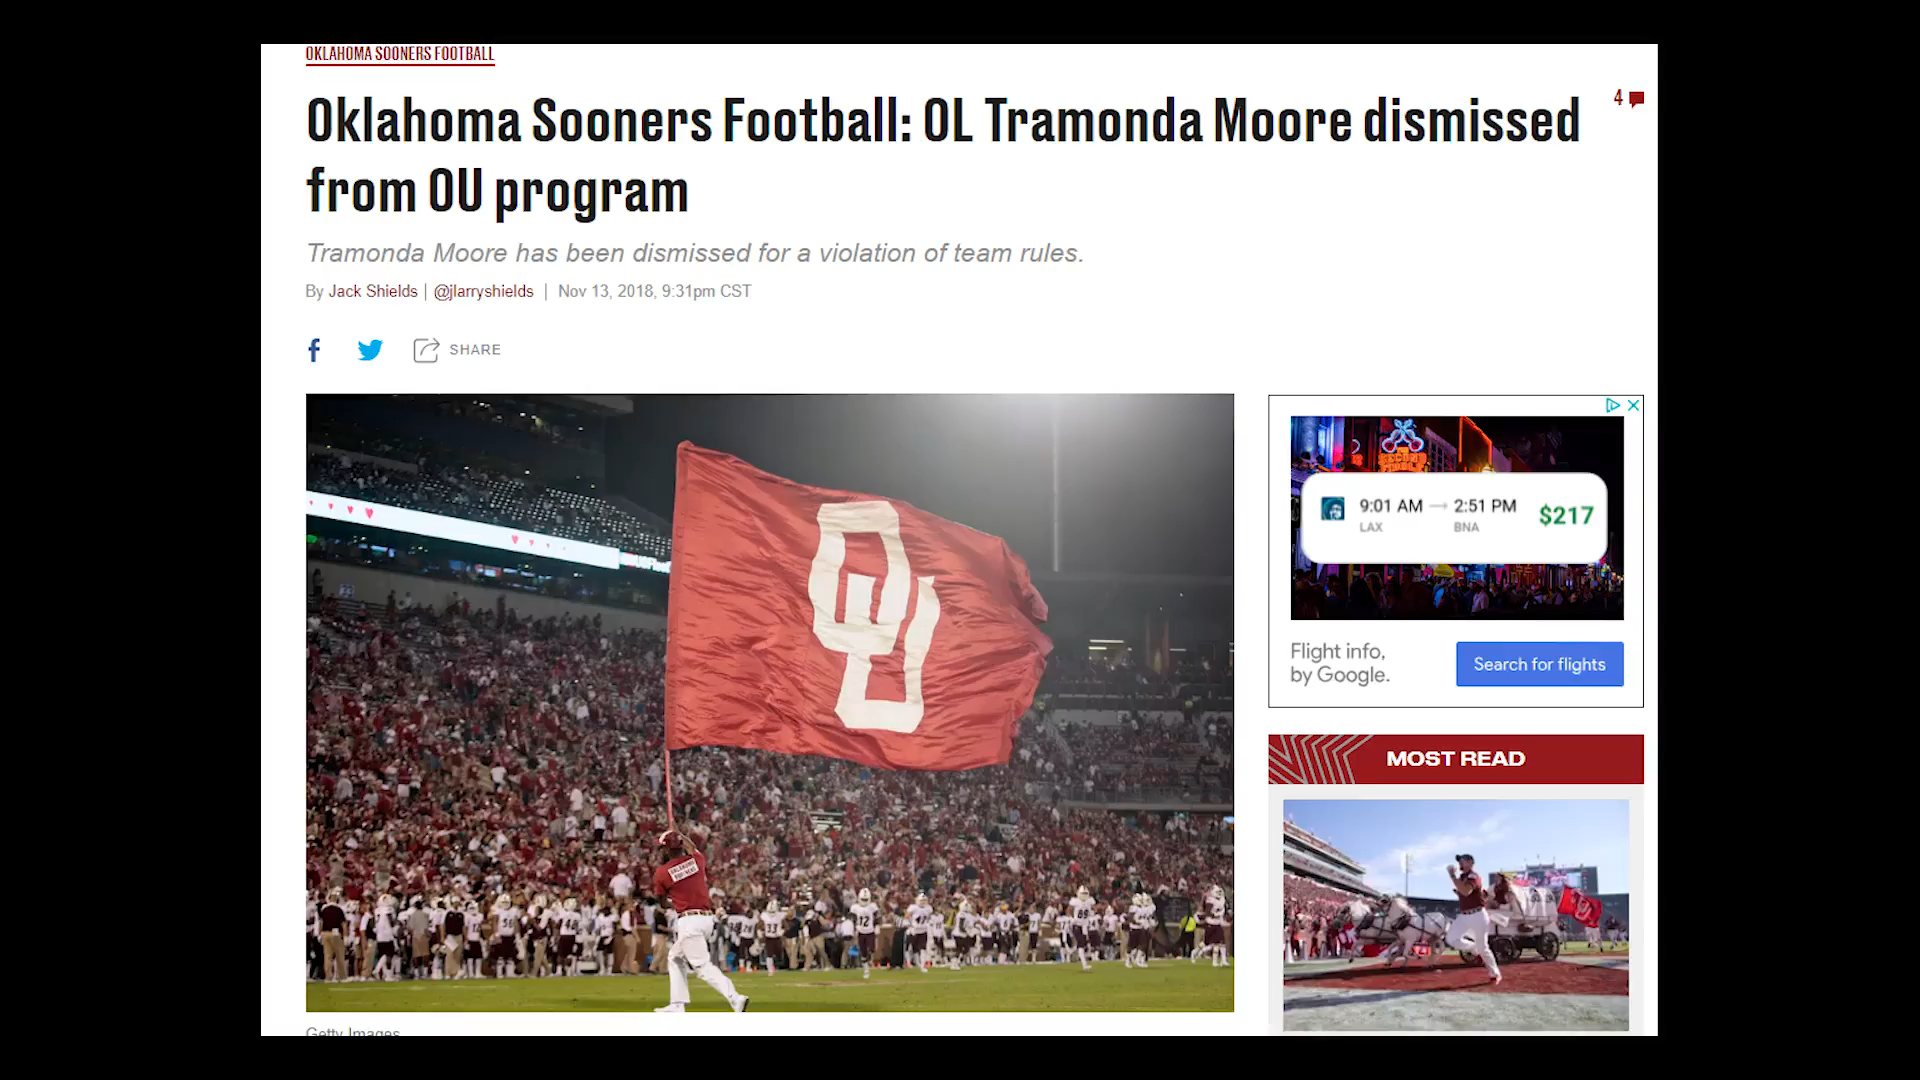 OKLAHOMA SOONERS FOOTBALL
Oklahoma Sooners Football: OL Tramonda Moore dismissed
from OU program
4
Tramonda Moore has been dismissed for a violation of team rules.
By Jack Shields | @jlarryshields | Nov 13, 2018, 9:31pm CST
SHARE
OU
Getty Images
SECOND
9:01 AM → 2:51 PM
LAX BNA
$217
Flight info,
by Google.
Search for flights
MOST READ